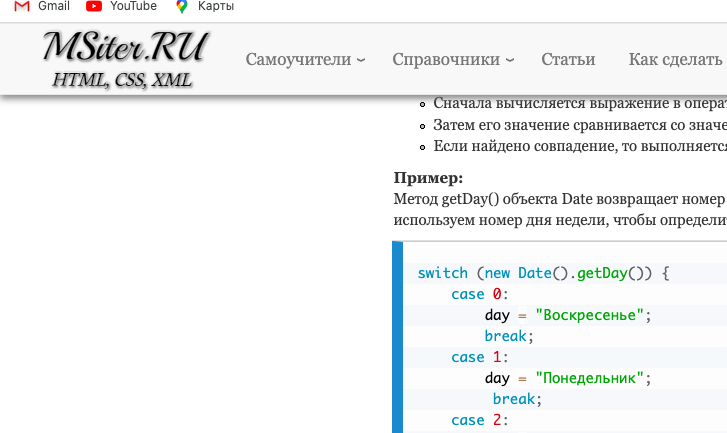 Gmail YouTube Карты
MSiter.RU
HTML, CSS, XML
Самоучители Справочники Статьи Как сделать
Сначала вычисляется выражение в опера
Затем его значение сравнивается со знач
Если найдено совпадение, то выполняется
Пример:
Метод getDay() объекта Date возвращает номер
используем номер дня недели, чтобы определи
switch (new Date().getDay()) {
case 0:
day = "Воскресенье";
break;
case 1:
day = "Понедельник";
break;
case 2: